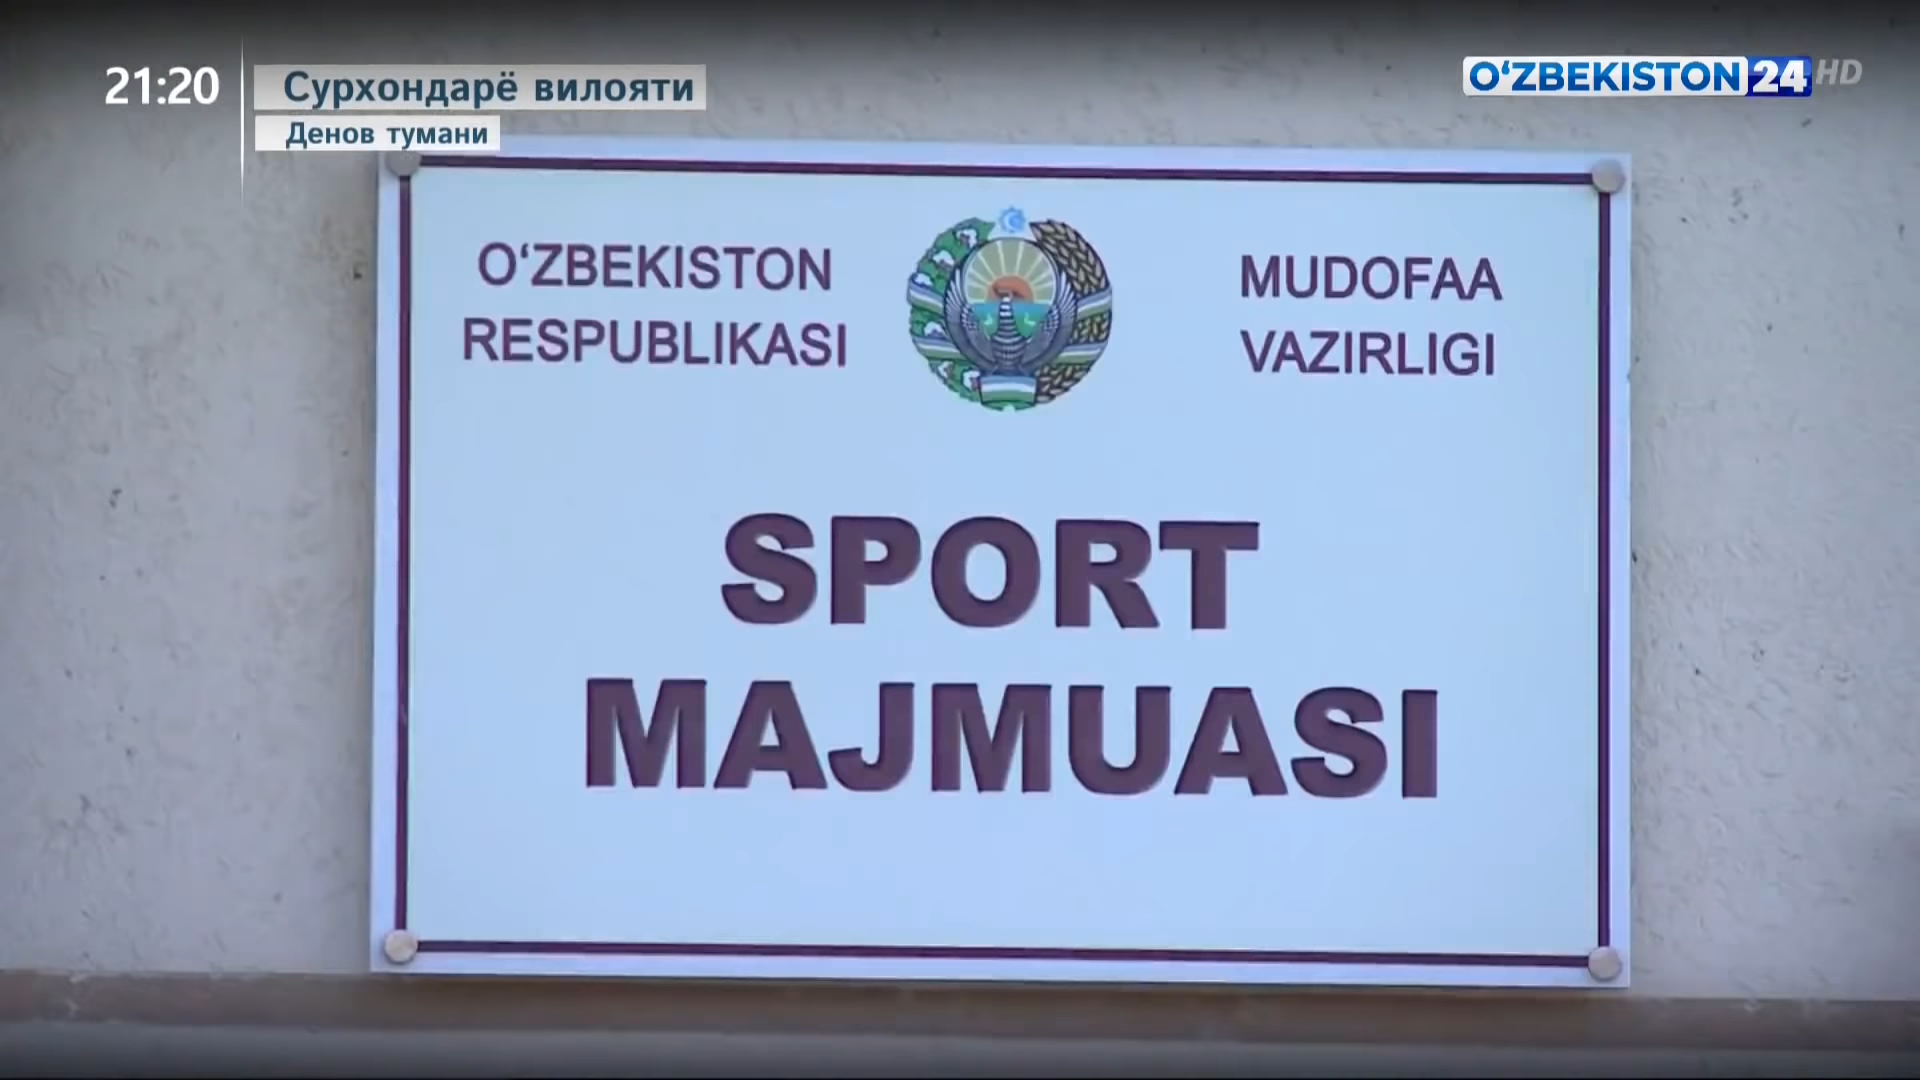 21:20
Сурхондарё вилояти
Денов тумани
O‘ZBEKISTON 24 HD
O‘ZBEKISTON
RESPUBLIKASI
MUDOFAA
VAZIRLIGI
SPORT
MAJMUASI